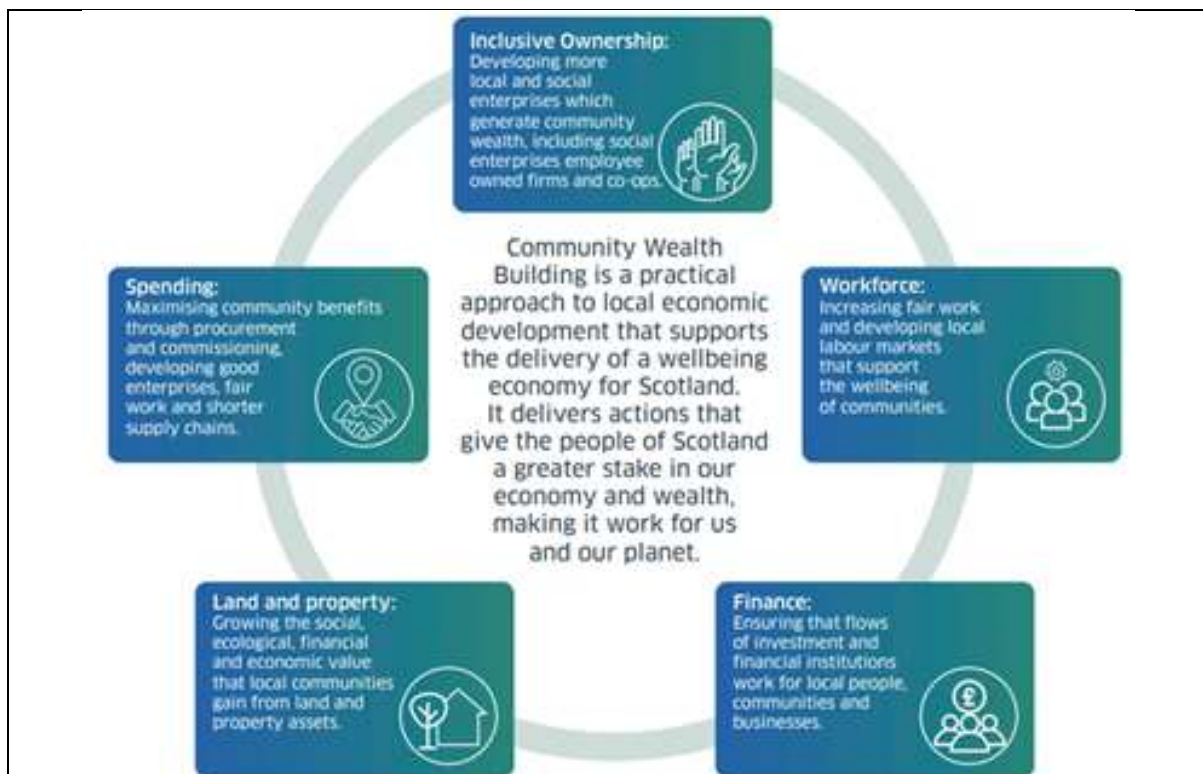 Inclusive Ownership:
Developing more
local and social
enterprises which
generate community
wealth, including social
enterprises employee
owned firms and co-ops.
Spending:
Maximising community benefits
through procurement
and commissioning,
developing good
enterprises, fair
work and shorter
supply chains.
Community Wealth
Building is a practical
approach to local economic
development that supports
the delivery of a wellbeing
economy for Scotland.
It delivers actions that
give the people of Scotland
a greater stake in our
economy and wealth,
making it work for us
and our planet.
Workforce:
Increasing fair work
and developing local
labour markets
that support
the wellbeing
of communities.
Land and property:
Growing the social,
ecological, financial
and economic value
that local communities
gain from land and
property assets.
Finance:
Ensuring that flows
of investment and
financial institutions
work for local people,
communities and
businesses.
£